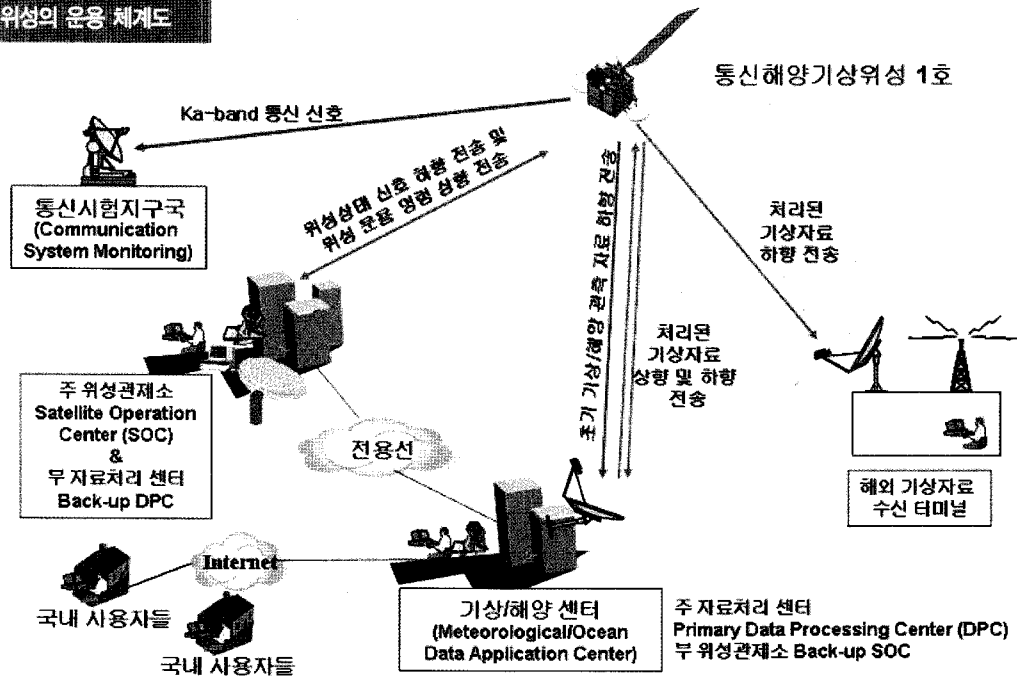 위성의 운용 체계도
통신해양기상위성 1호
Ka-band 통신 신호
통신시험지구국
(Communication
System Monitoring)
위성상태 신호 하향 전송 및
위성 운용 명령 상향 전송
초기 기상/해양 관측 자료 하향 전송
처리된
기상자료
상향 및 하향
전송
처리된
기상자료
하향 전송
주 위성관제소
Satellite Operation
Center (SOC)
&
부 자료처리 센터
Back-up DPC
전용선
해외 기상자료
수신 터미널
Internet
국내 사용자들
국내 사용자들
기상/해양 센터
(Meteorological/Ocean
Data Application Center)
주 자료처리 센터
Primary Data Processing Center (DPC)
부 위성관제소 Back-up SOC